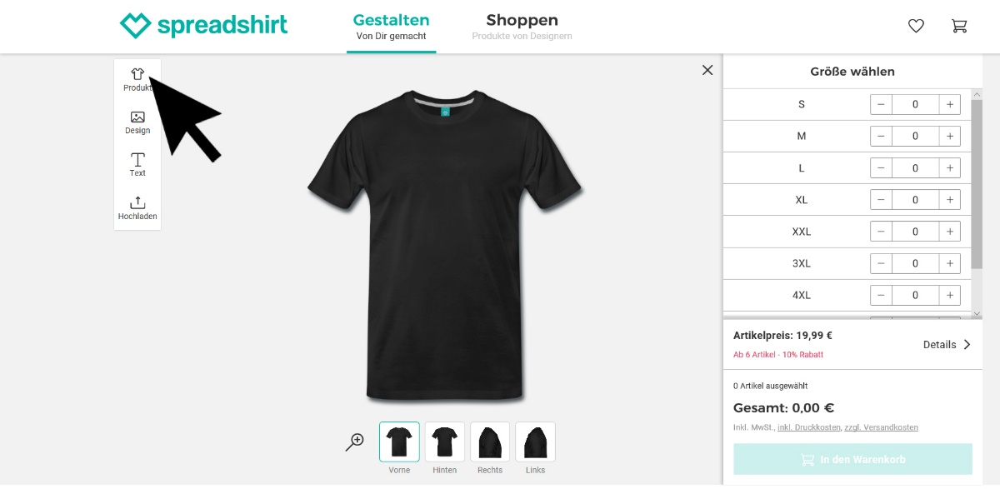 spreadshirt
Gestalten
Von Dir gemacht
Shoppen
Produkte von Designern
Produkt
Design
Text
Hochladen
Vorne
Hinten
Rechts
Links
Größe wählen
S − 0 +
M − 0 +
L − 0 +
XL − 0 +
XXL − 0 +
3XL − 0 +
4XL − 0 +
Artikelpreis: 19,99 €
Ab 6 Artikel - 10% Rabatt
Details
0 Artikel ausgewählt
Gesamt: 0,00 €
Inkl. MwSt., inkl. Druckkosten, zzgl. Versandkosten
In den Warenkorb